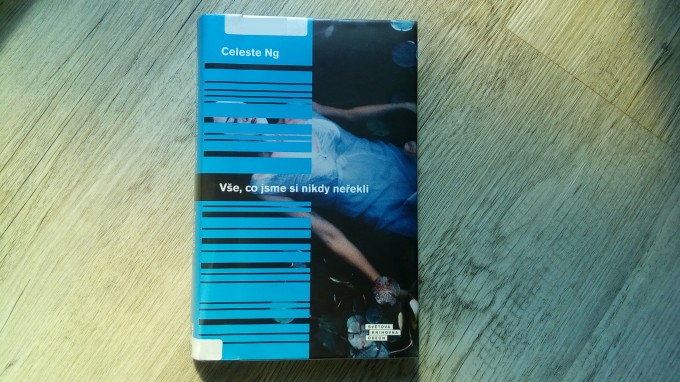 Celeste Ng
Vše, co jsme si nikdy neřekli
SVĚTOVÁ
KNIHOVNA
ODEON